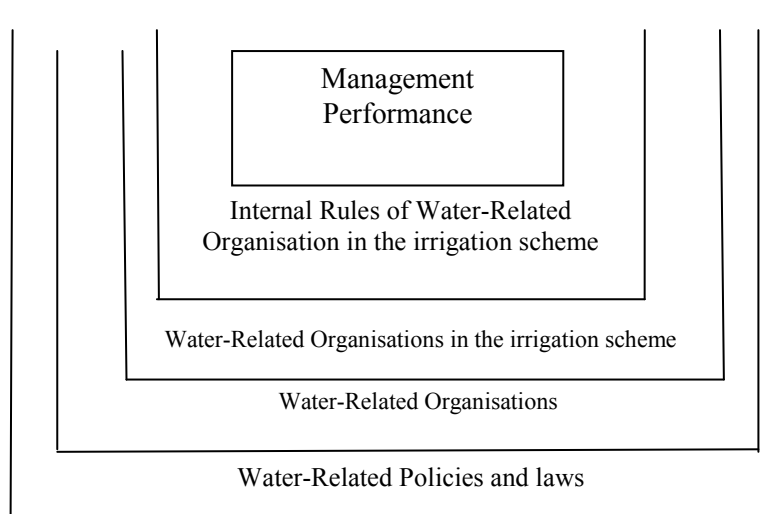 Management
Performance
Internal Rules of Water-Related
Organisation in the irrigation scheme
Water-Related Organisations in the irrigation scheme
Water-Related Organisations
Water-Related Policies and laws